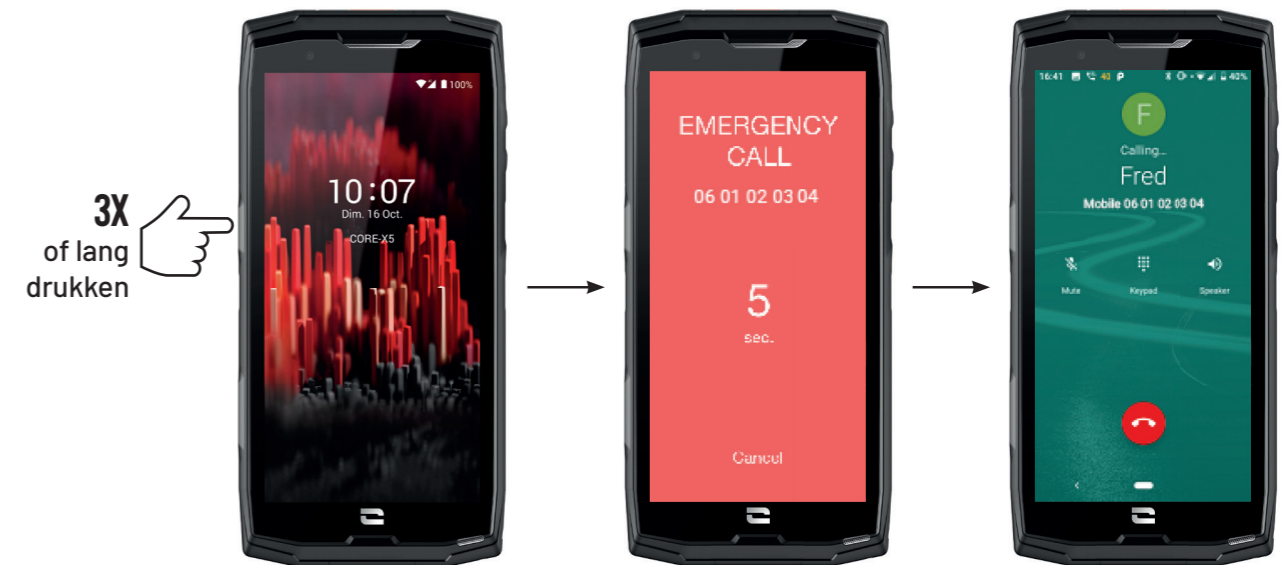 3X
of lang
drukken
100%
10:07
Dim. 16 Oct.
CORE-X5
EMERGENCY
CALL
06 01 02 03 04
5
sec.
Cancel
16:41 40 P 40%
F
Calling...
Fred
Mobile 06 01 02 03 04
Mute Keypad Speaker